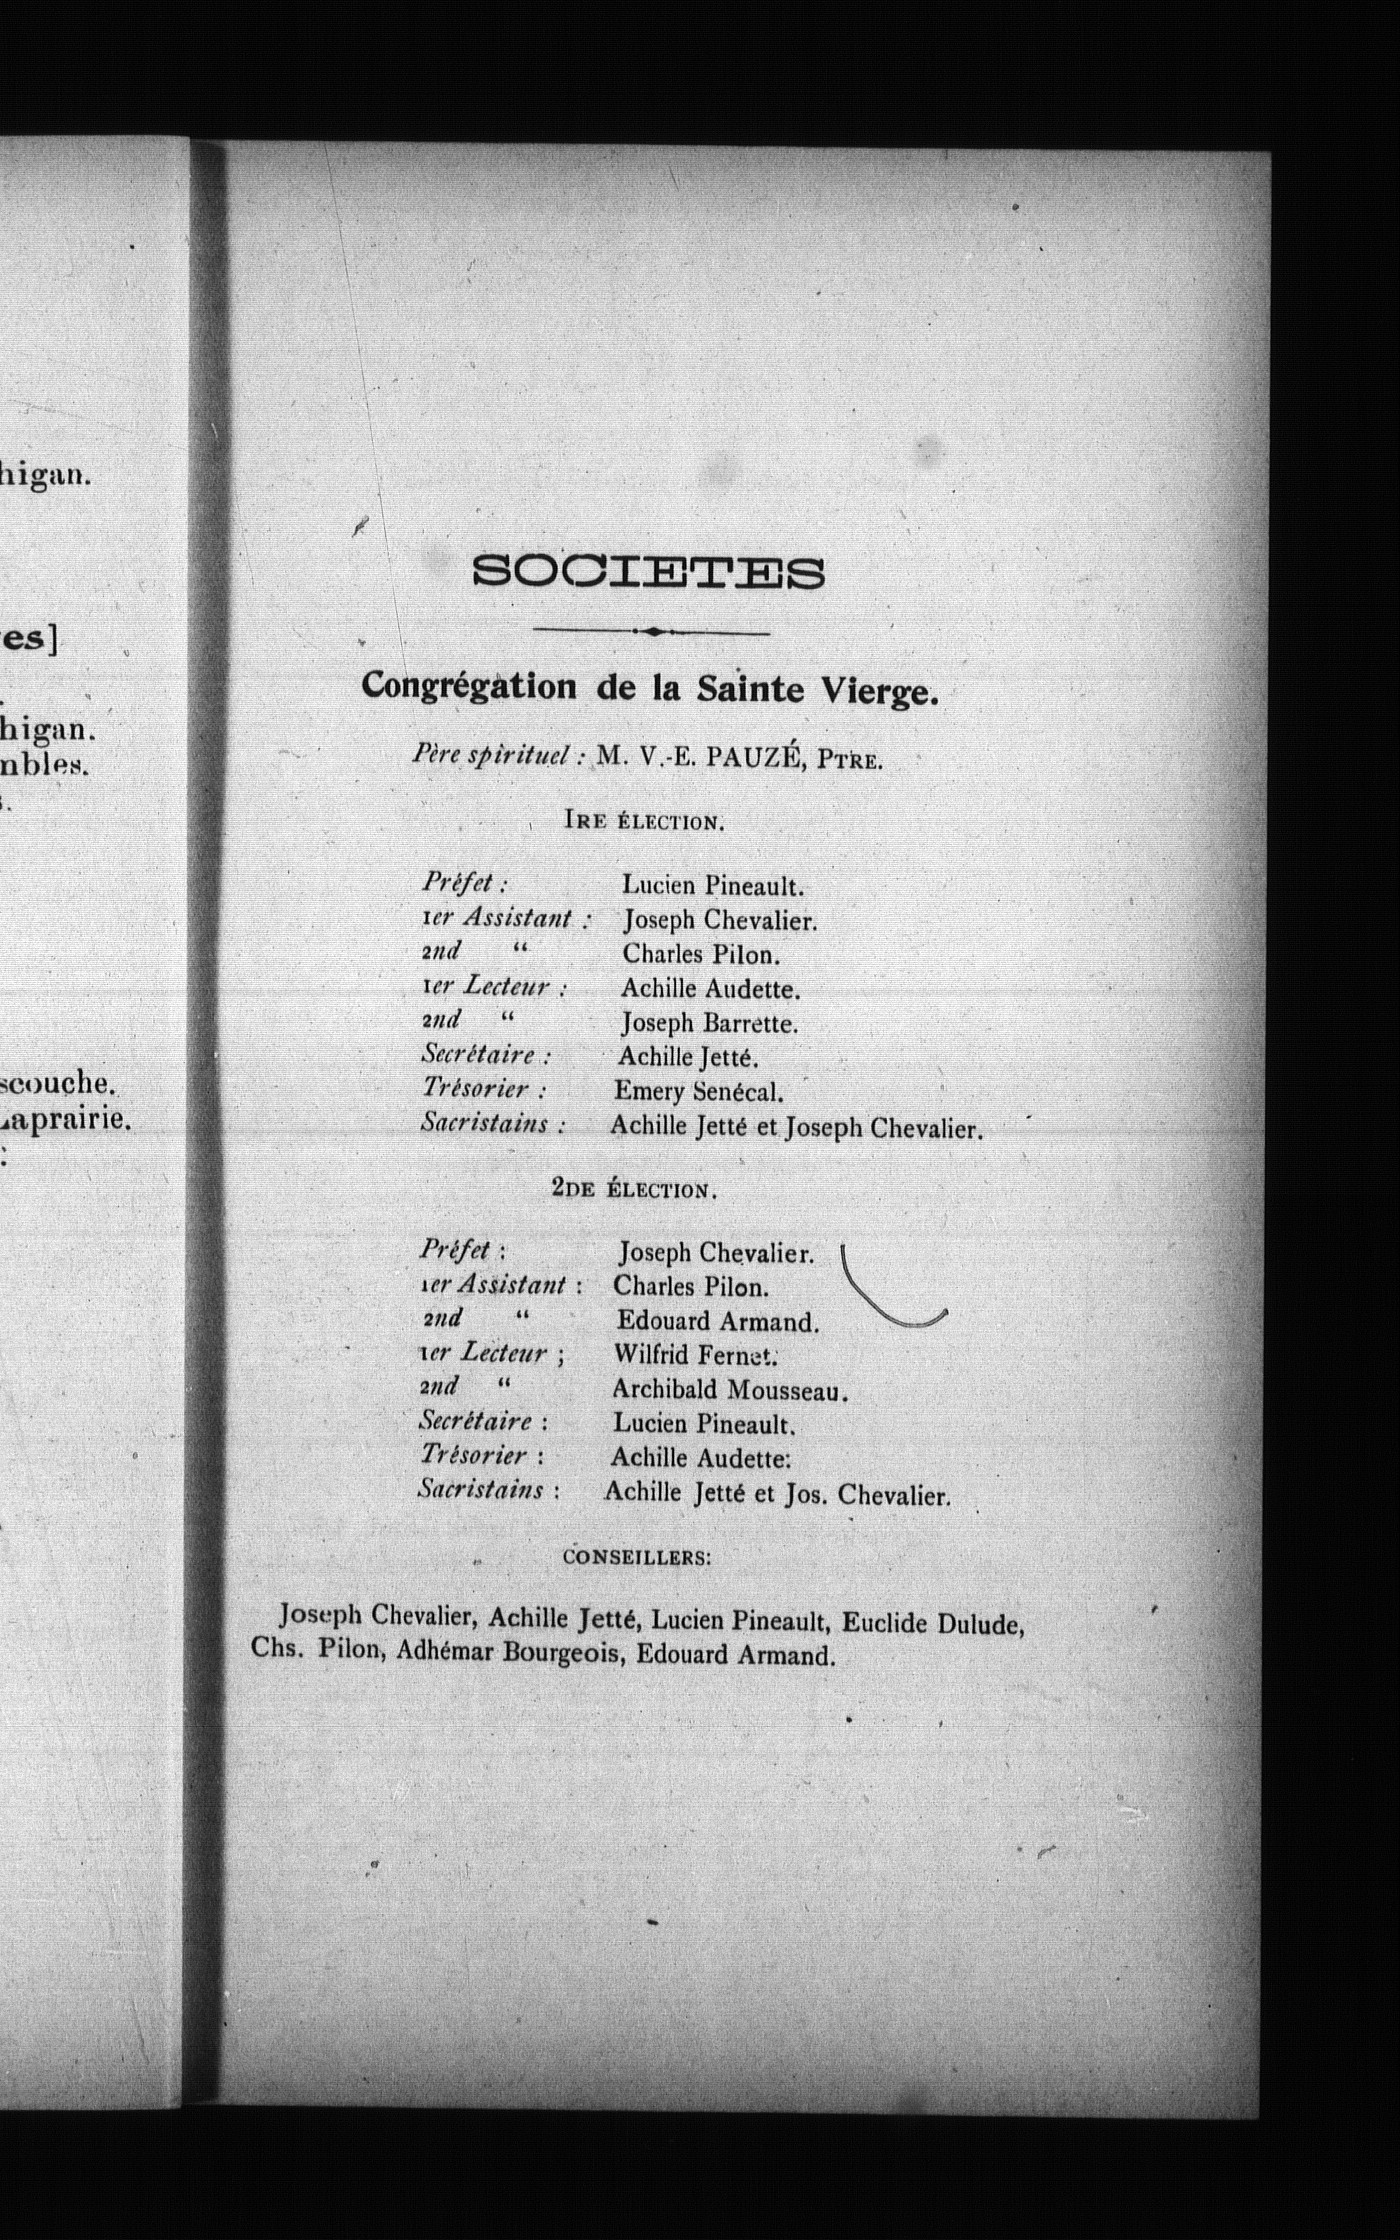 higan.
es]
higan.
mbles.
scouche.
Laprairie.
SOCIETES
Congrégation de la Sainte Vierge.
Père spirituel : M. V.-E. PAUZÉ, PTRE.
1RE ÉLECTION.
Préfet : Lucien Pineault.
1er Assistant : Joseph Chevalier.
2nd “ Charles Pilon.
1er Lecteur : Achille Audette.
2nd “ Joseph Barrette.
Secrétaire : Achille Jetté.
Trésorier : Emery Senécal.
Sacristains : Achille Jetté et Joseph Chevalier.
2DE ÉLECTION.
Préfet : Joseph Chevalier.
1er Assistant : Charles Pilon.
2nd “ Edouard Armand.
1er Lecteur ; Wilfrid Fernet.
2nd “ Archibald Mousseau.
Secrétaire : Lucien Pineault.
Trésorier : Achille Audette:
Sacristains : Achille Jetté et Jos. Chevalier.
CONSEILLERS:
Joseph Chevalier, Achille Jetté, Lucien Pineault, Euclide Dulude,
Chs. Pilon, Adhémar Bourgeois, Edouard Armand.